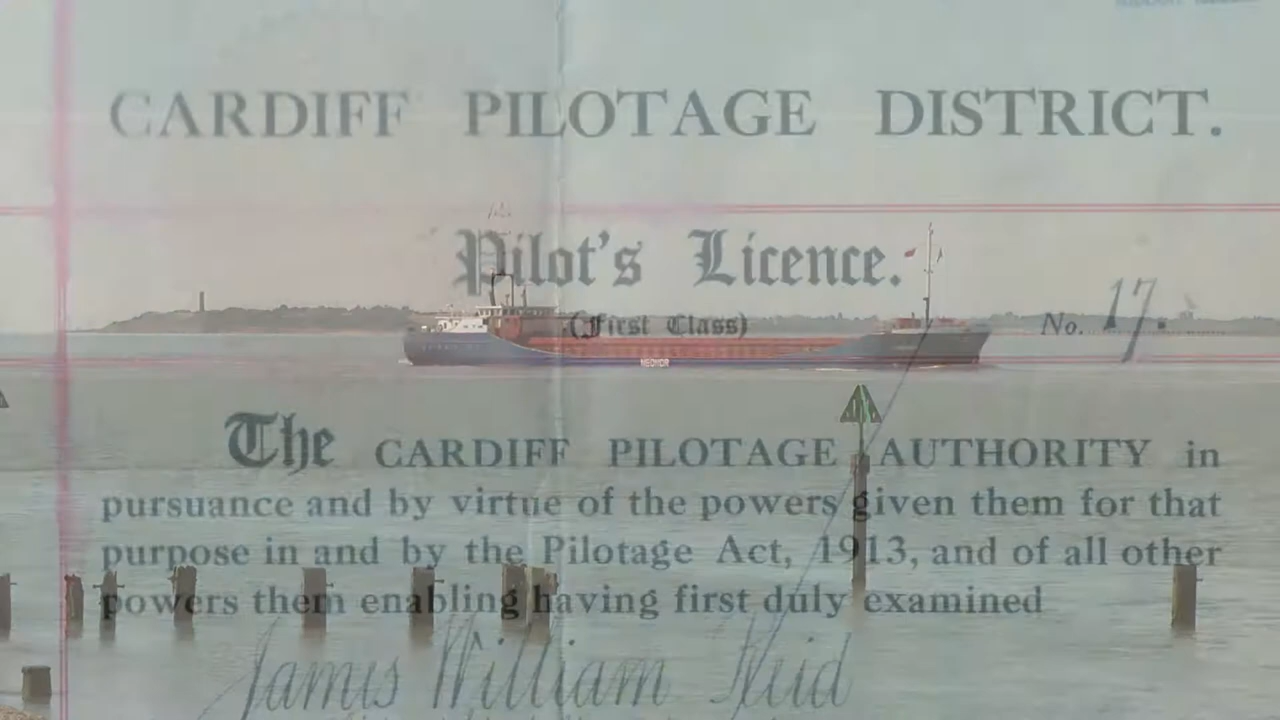 CARDIFF PILOTAGE DISTRICT.
Pilot's Licence.
(First Class)
No. 17.
NEONOR
The CARDIFF PILOTAGE AUTHORITY in
pursuance and by virtue of the powers given them for that
purpose in and by the Pilotage Act, 1913, and of all other
powers them enabling having first duly examined
James William